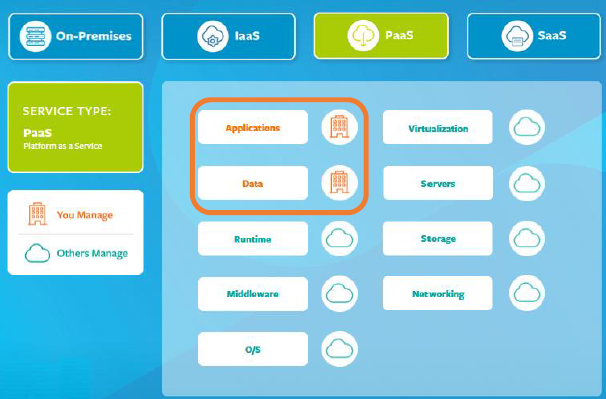 On-Premises
IaaS
PaaS
SaaS
SERVICE TYPE:
PaaS
Platform as a Service
You Manage
Others Manage
Applications
Data
Runtime
Middleware
O/S
Virtualization
Servers
Storage
Networking